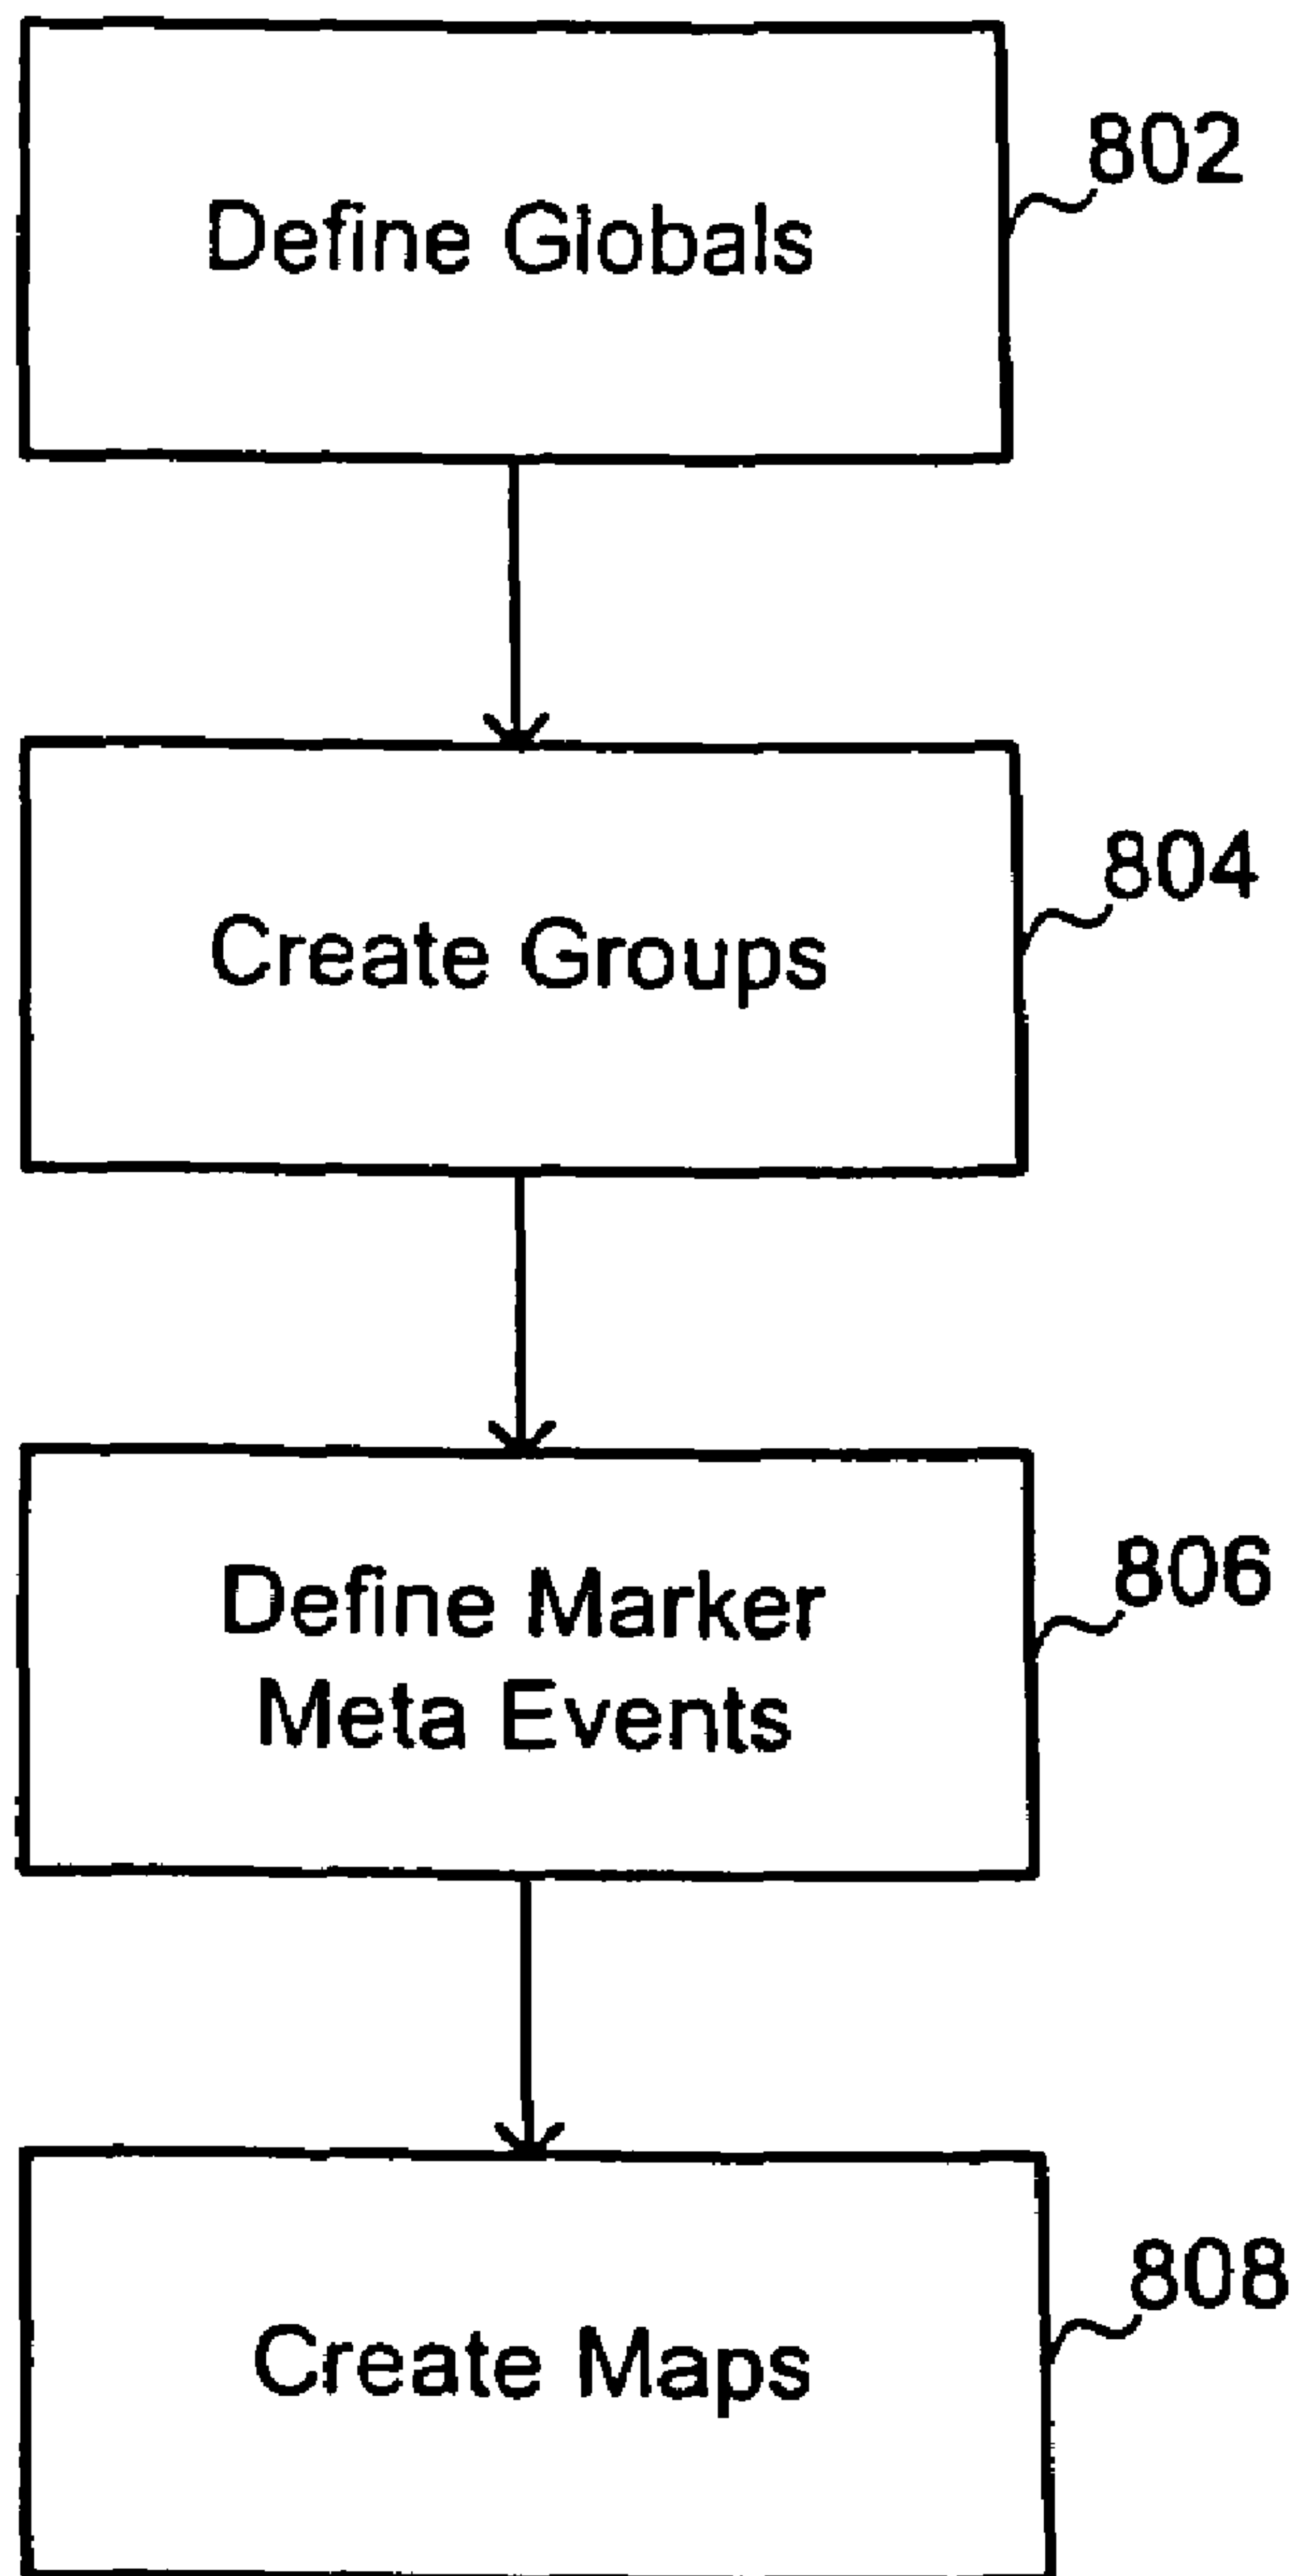 802
Define Globals
804
Create Groups
806
Define Marker
Meta Events
808
Create Maps